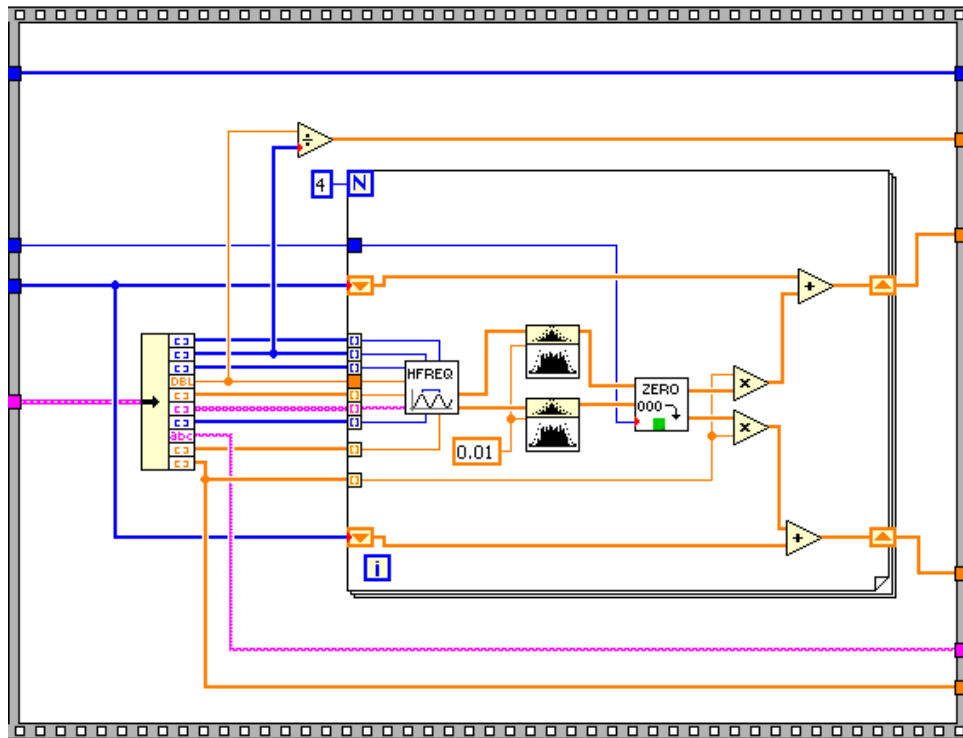 ÷
4
N
DBL
abc
HFREQ
0.01
ZERO
000
+
×
×
+
i